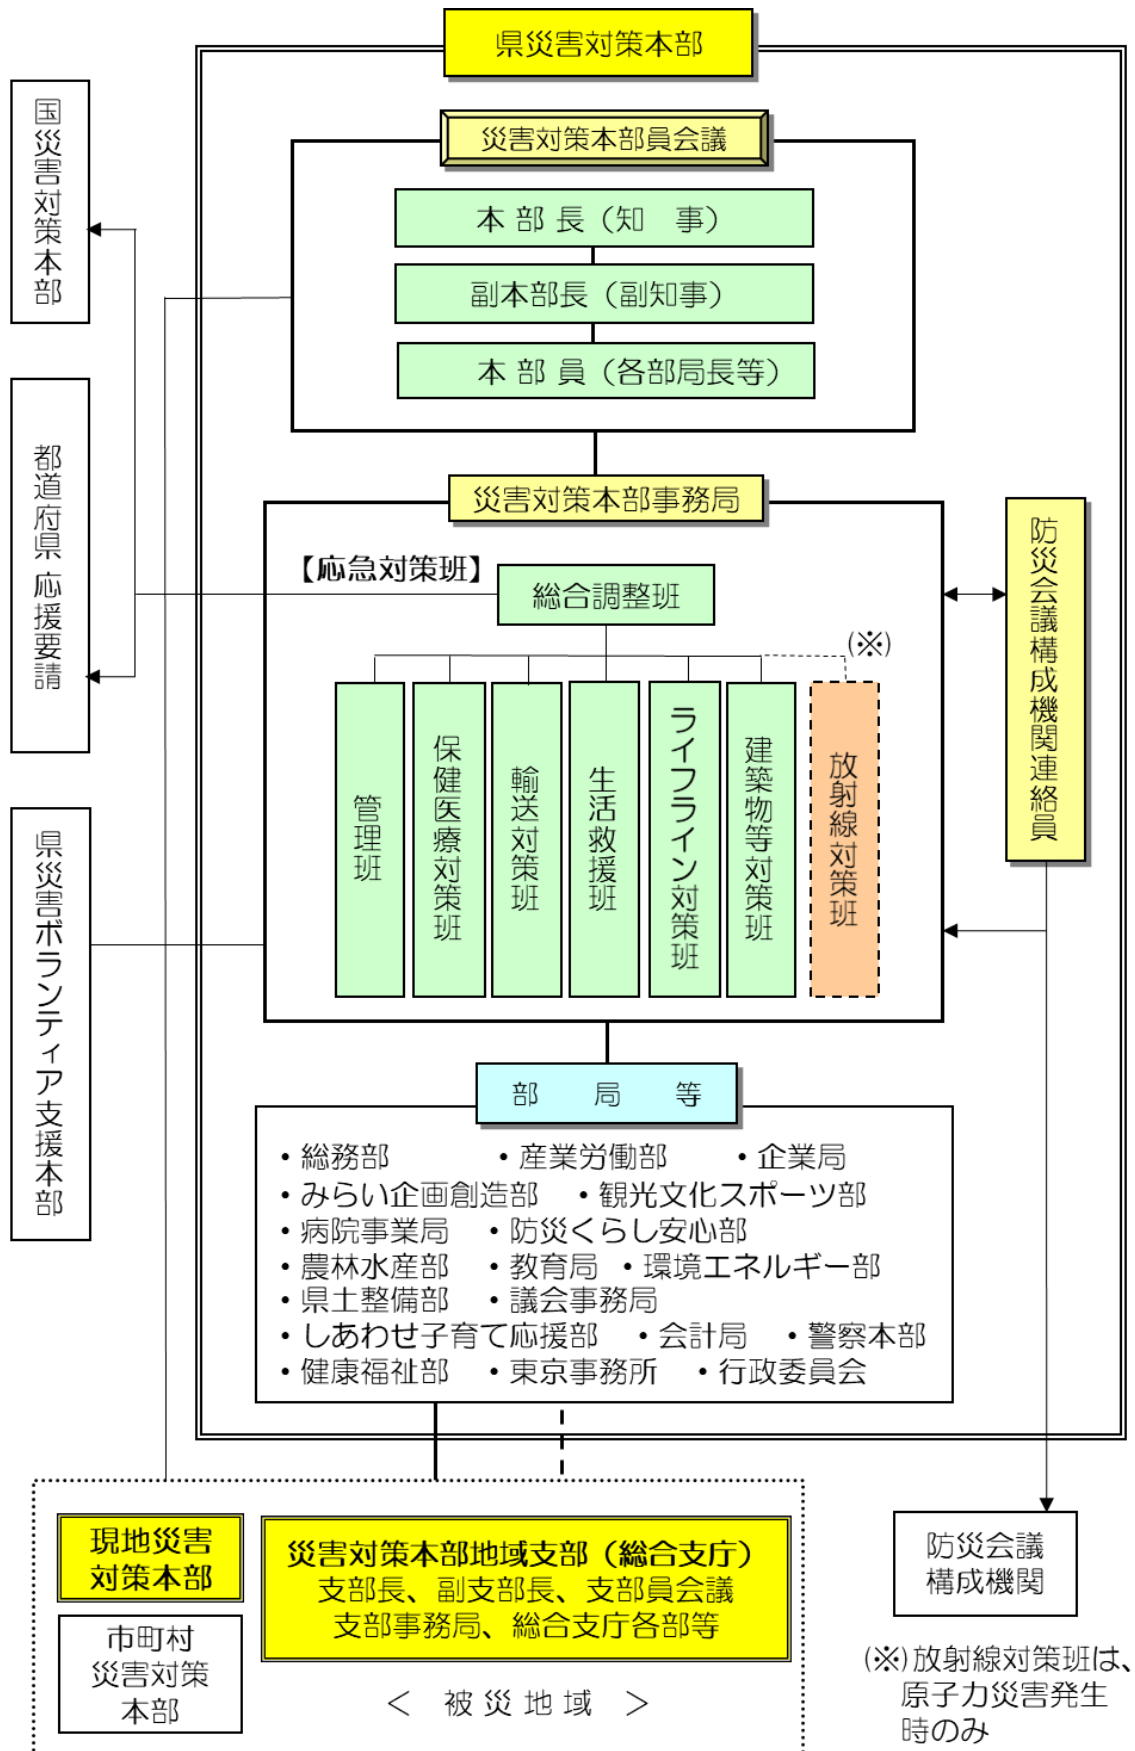 県災害対策本部
国災害対策本部
都道府県 応援要請
県災害ボランティア支援本部
災害対策本部員会議
本 部 長（知　事）
副本部長（副知事）
本 部 員（各部局長等）
災害対策本部事務局
【応急対策班】
総合調整班
(※)
管理班
保健医療対策班
輸送対策班
生活救援班
ライフライン対策班
建築物等対策班
放射線対策班
防災会議構成機関連絡員
部　局　等
・総務部　・産業労働部　・企業局
・みらい企画創造部　・観光文化スポーツ部
・病院事業局　・防災くらし安心部
・農林水産部　・教育局　・環境エネルギー部
・県土整備部　・議会事務局
・しあわせ子育て応援部　・会計局　・警察本部
・健康福祉部　・東京事務所　・行政委員会
現地災害
対策本部
市町村
災害対策
本部
災害対策本部地域支部（総合支庁）
支部長、副支部長、支部員会議
支部事務局、総合支庁各部等
＜　被 災 地 域　＞
防災会議
構成機関
(※)放射線対策班は、
原子力災害発生
時のみ